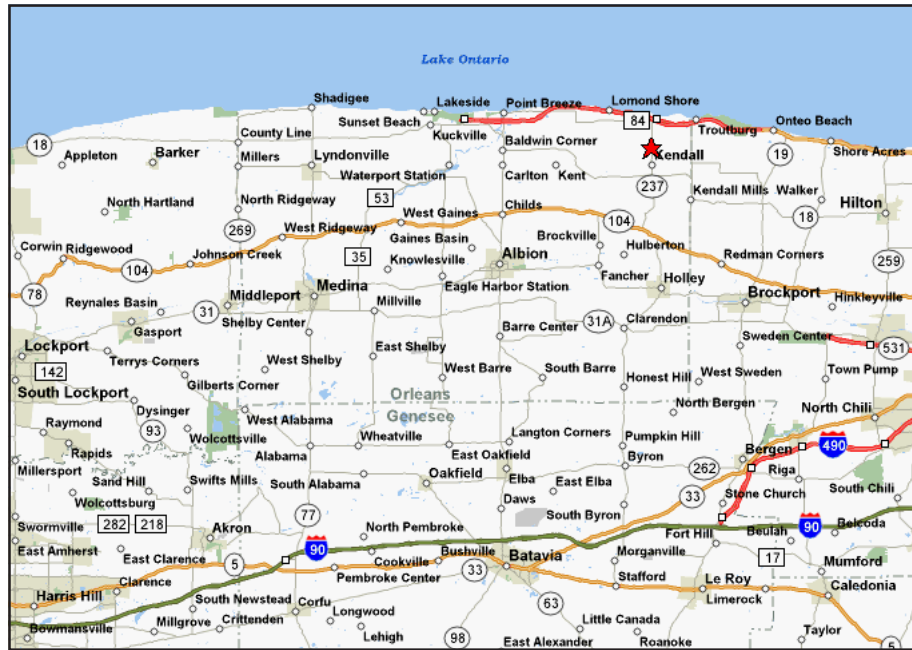 Lake Ontario
Shadigee
Lakeside
Point Breeze
Lomond Shore
Sunset Beach
Kuckville
84
Troutburg
Onteo Beach
18
County Line
Baldwin Corner
Kendall
19
Shore Acres
Appleton
Barker
Millers
Lyndonville
Waterport Station
Carlton
Kent
237
Kendall Mills
Walker
53
North Hartland
North Ridgeway
West Gaines
Childs
104
18
Hilton
269
West Ridgeway
Gaines Basin
Brockville
Hulberton
Corwin
Ridgewood
Johnson Creek
35
Knowlesville
Albion
Fancher
Redman Corners
259
104
78
Medina
Eagle Harbor Station
Holley
Reynales Basin
31
Middleport
Millville
Brockport
Hinkleyville
Gasport
Shelby Center
Barre Center
31A
Clarendon
Sweden Center
531
Lockport
Terrys Corners
West Shelby
East Shelby
142
Gilberts Corner
West Barre
South Barre
Honest Hill
West Sweden
Town Pump
South Lockport
Dysinger
Orleans
Genesee
West Alabama
North Bergen
North Chili
Raymond
93
Wolcottsville
Alabama
Wheatville
Langton Corners
Pumpkin Hill
Bergen
490
Rapids
Millersport
Oakfield
East Oakfield
Byron
262
Riga
Sand Hill
Swifts Mills
South Alabama
Elba
East Elba
33
Stone Church
South Chili
Wolcottsburg
77
Daws
South Byron
Swormville
282
218
Akron
North Pembroke
Fort Hill
Beulah
90
Belcoda
East Amherst
East Clarence
5
90
Cookville
Bushville
Batavia
Morganville
17
Mumford
Clarence
Pembroke Center
33
Stafford
Le Roy
Harris Hill
South Newstead
Corfu
63
Limerock
Caledonia
Bowmansville
Millgrove
Crittenden
Longwood
Little Canada
Lehigh
98
East Alexander
Roanoke
Taylor
5